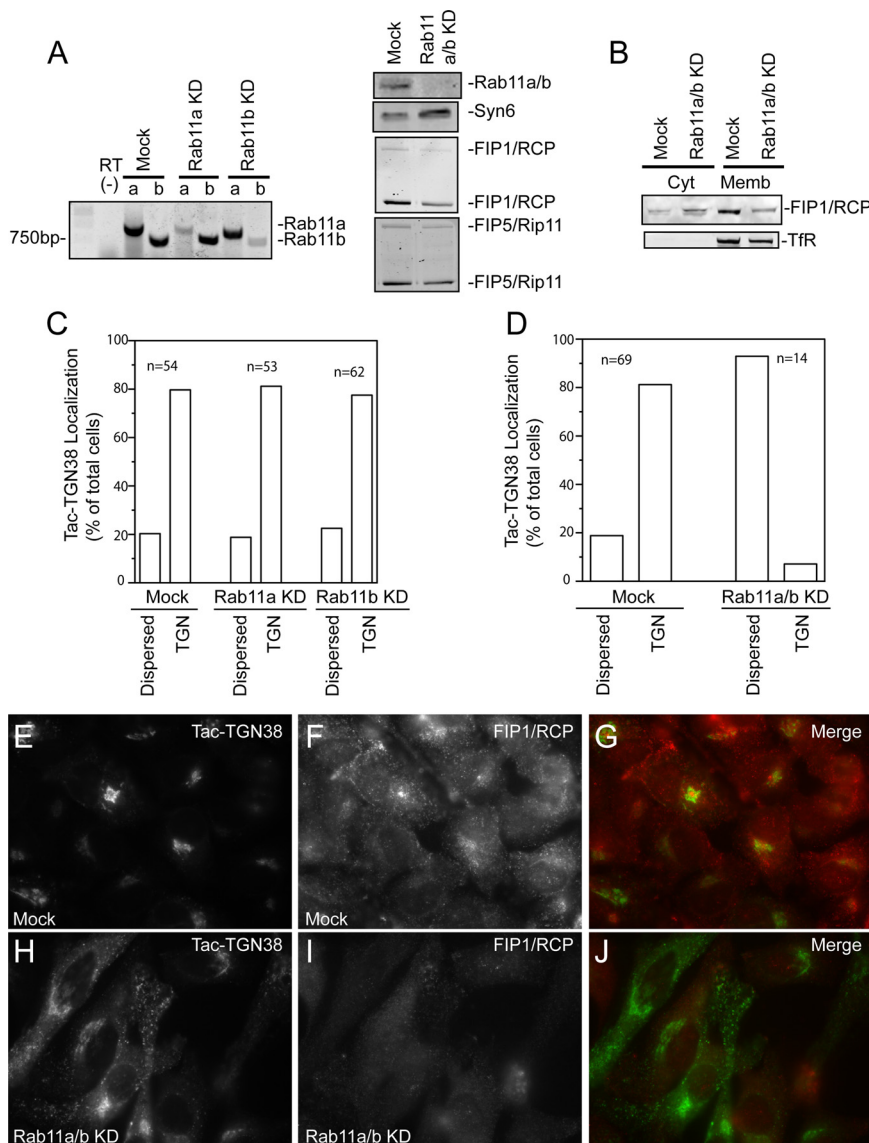 A
RT
(-)
Mock
Rab11a KD
Rab11b KD
a b a b a b
750bp-
-Rab11a
-Rab11b
Mock
Rab11
a/b KD
-Rab11a/b
-Syn6
-FIP1/RCP
-FIP1/RCP
-FIP5/Rip11
-FIP5/Rip11
B
Mock
Rab11a/b KD
Mock
Rab11a/b KD
Cyt Memb
-FIP1/RCP
-TfR
C
Tac-TGN38 Localization
(% of total cells)
100
80
60
40
20
0
n=54
n=53
n=62
Mock
Rab11a KD
Rab11b KD
Dispersed
TGN
Dispersed
TGN
Dispersed
TGN
D
Tac-TGN38 Localization
(% of total cells)
100
80
60
40
20
0
n=69
n=14
Mock
Rab11a/b KD
Dispersed
TGN
Dispersed
TGN
E
Tac-TGN38
Mock
F
FIP1/RCP
Mock
G
Merge
H
Tac-TGN38
Rab11a/b KD
I
FIP1/RCP
Rab11a/b KD
J
Merge